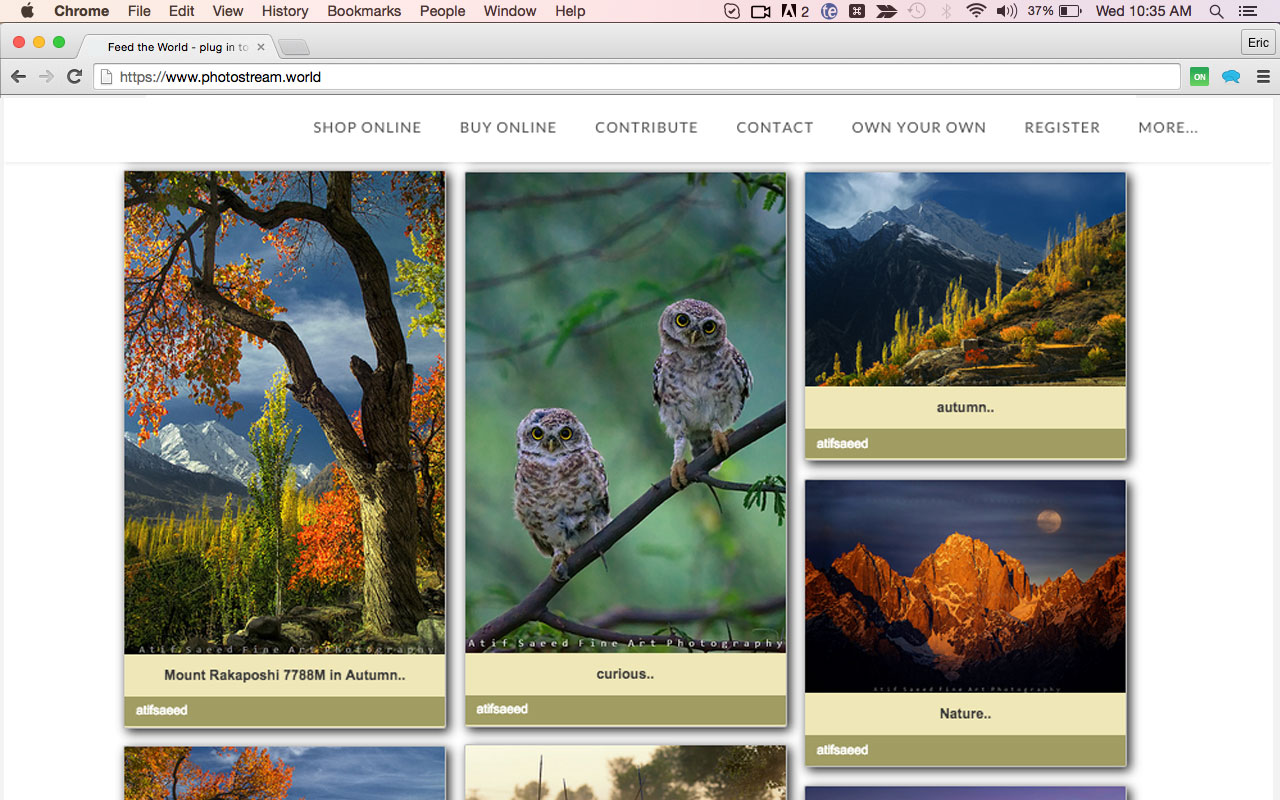 Chrome File Edit View History Bookmarks People Window Help 2 37% Wed 10:35 AM
Feed the World - plug in to
Eric
https://www.photostream.world
ON
SHOP ONLINE BUY ONLINE CONTRIBUTE CONTACT OWN YOUR OWN REGISTER MORE...
Atif Saeed Fine Art Photography
Mount Rakaposhi 7788M in Autumn..
atifsaeed
Atif Saeed Fine Art Photography
curious..
atifsaeed
autumn..
atifsaeed
Atif Saeed Fine Art Photography
Nature..
atifsaeed